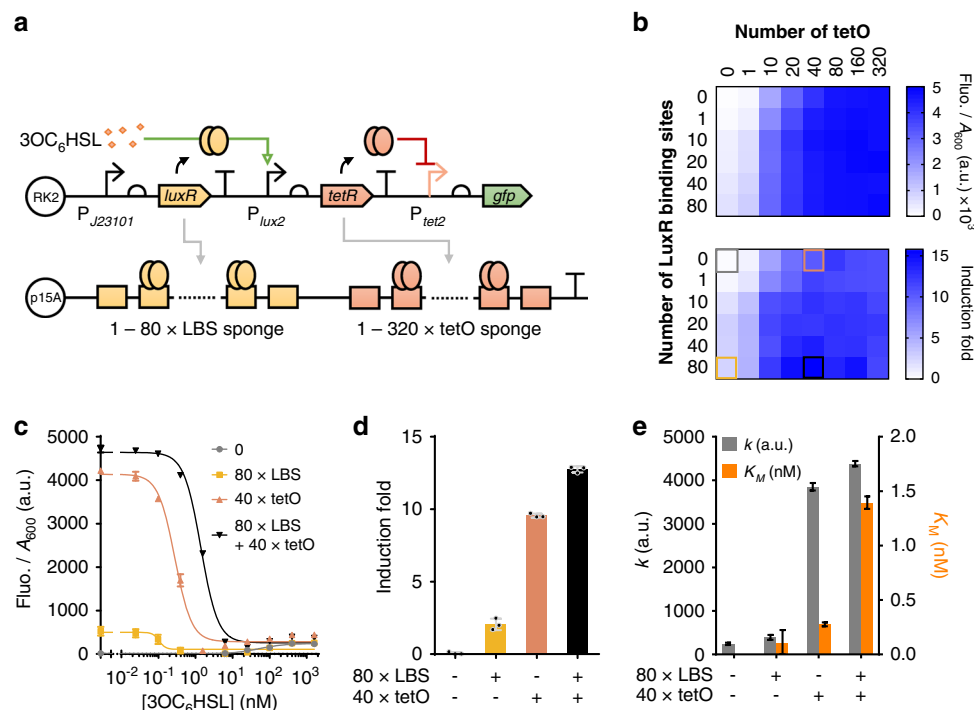 a
3OC6HSL
RK2
luxR
tetR
gfp
PJ23101
Plux2
Ptet2
p15A
1 – 80 × LBS sponge
1 – 320 × tetO sponge
b
Number of tetO
0 1 10 20 40 80 160 320
Number of LuxR binding sites
0
1
10
20
40
80
5
4
3
2
1
0
Fluo. / A600 (a.u.) ×10³
0
1
10
20
40
80
15
10
5
0
Induction fold
c
Fluo. / A600 (a.u.)
5000
4000
3000
2000
1000
0
0
80 × LBS
40 × tetO
80 × LBS
+ 40 × tetO
10⁻² 10⁻¹ 10⁰ 10¹ 10² 10³
[3OC6HSL] (nM)
d
Induction fold
15
10
5
0
80 × LBS - + - +
40 × tetO - - + +
e
k (a.u.)
5000
4000
3000
2000
1000
0
k (a.u.)
KM (nM)
2.0
1.5
1.0
0.5
0.0
KM (nM)
80 × LBS - + - +
40 × tetO - - + +